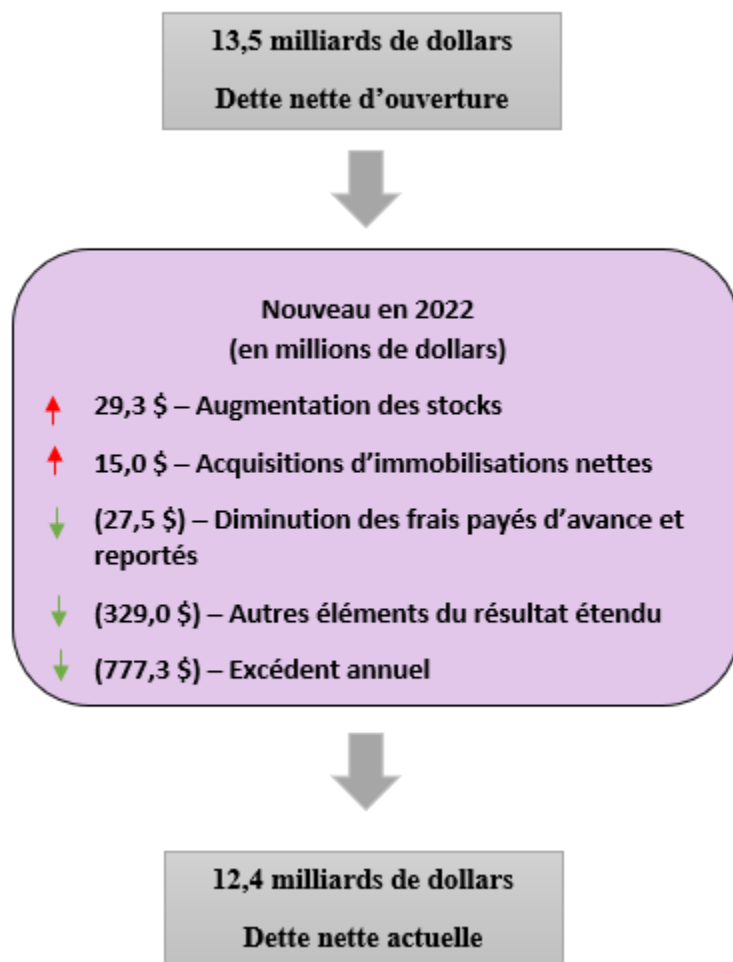 13,5 milliards de dollars
Dette nette d’ouverture
Nouveau en 2022
(en millions de dollars)
29,3 $ – Augmentation des stocks
15,0 $ – Acquisitions d’immobilisations nettes
(27,5 $) – Diminution des frais payés d’avance et
reportés
(329,0 $) – Autres éléments du résultat étendu
(777,3 $) – Excédent annuel
12,4 milliards de dollars
Dette nette actuelle